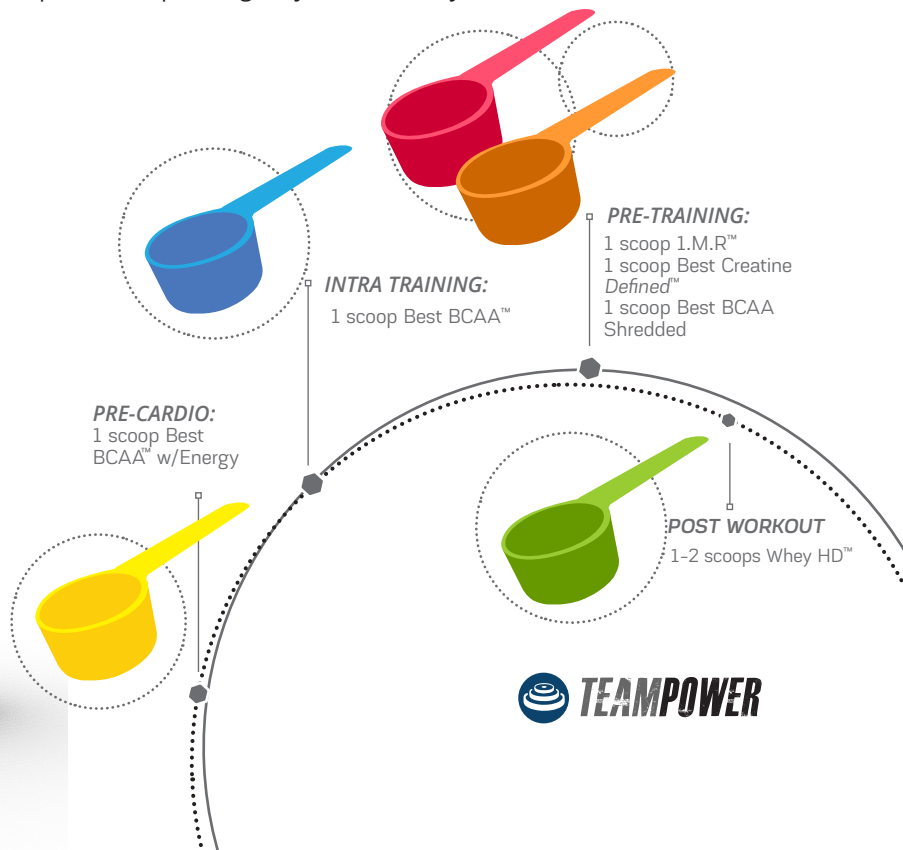 PRE-TRAINING:
1 scoop 1.M.R™
1 scoop Best Creatine
Defined™
1 scoop Best BCAA
Shredded
INTRA TRAINING:
1 scoop Best BCAA™
PRE-CARDIO:
1 scoop Best
BCAA™ w/Energy
POST WORKOUT
1-2 scoops Whey HD™
TEAMPOWER